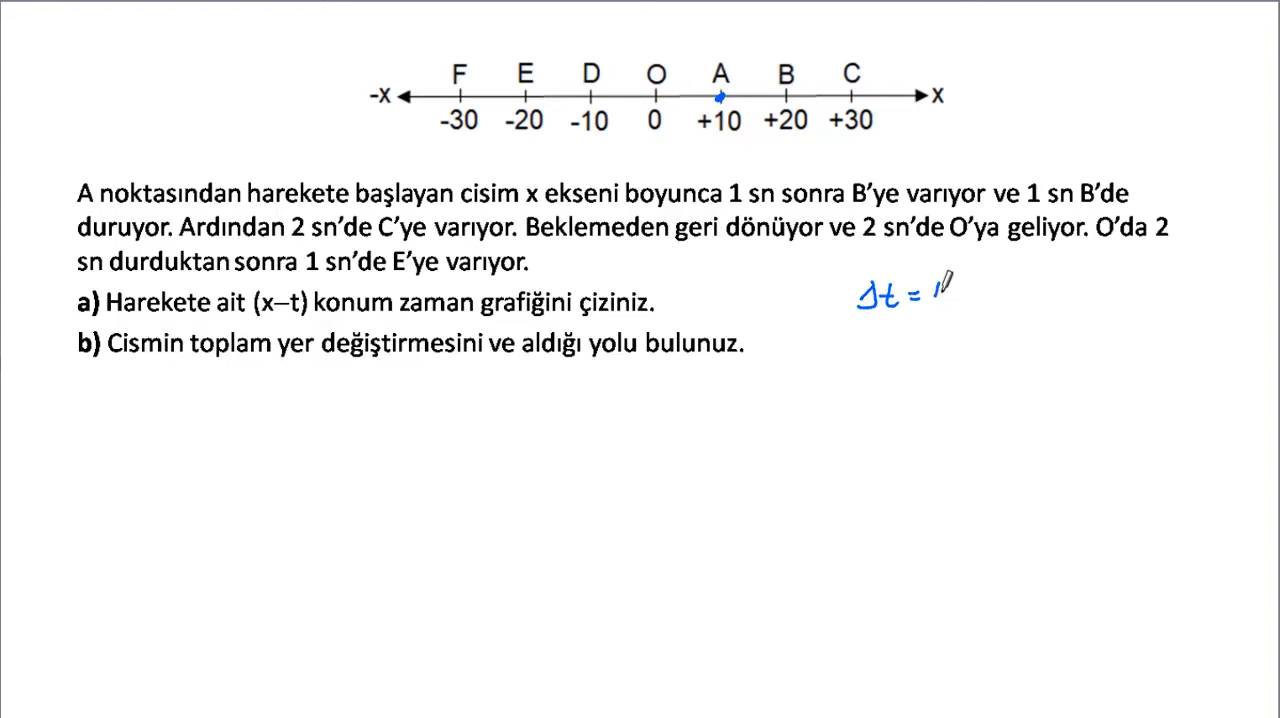 F E D O A B C
-x x
-30 -20 -10 0 +10 +20 +30
A noktasından harekete başlayan cisim x ekseni boyunca 1 sn sonra B’ye varıyor ve 1 sn B’de
duruyor. Ardından 2 sn’de C’ye varıyor. Beklemeden geri dönüyor ve 2 sn’de O’ya geliyor. O’da 2
sn durduktan sonra 1 sn’de E’ye varıyor.
a) Harekete ait (x–t) konum zaman grafiğini çiziniz.
Δt = 1
b) Cismin toplam yer değiştirmesini ve aldığı yolu bulunuz.